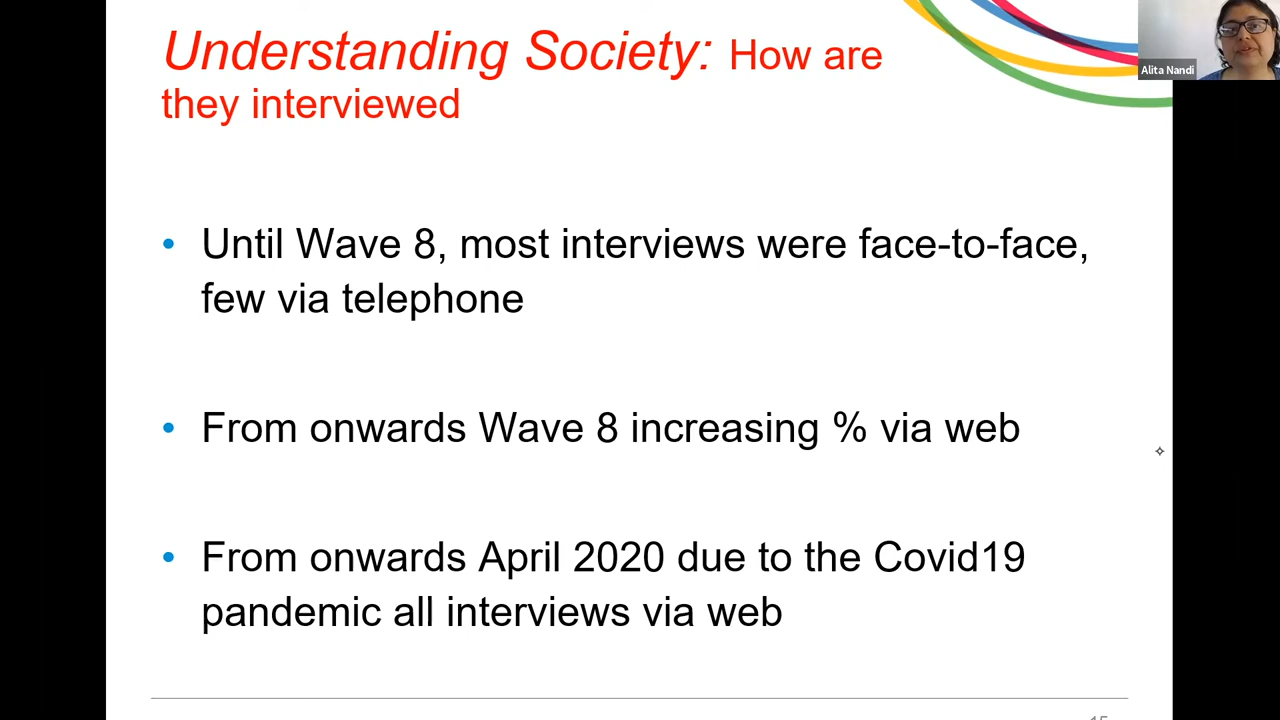 Understanding Society: How are
they interviewed
Alita Nandi
• Until Wave 8, most interviews were face-to-face,
few via telephone
• From onwards Wave 8 increasing % via web
• From onwards April 2020 due to the Covid19
pandemic all interviews via web